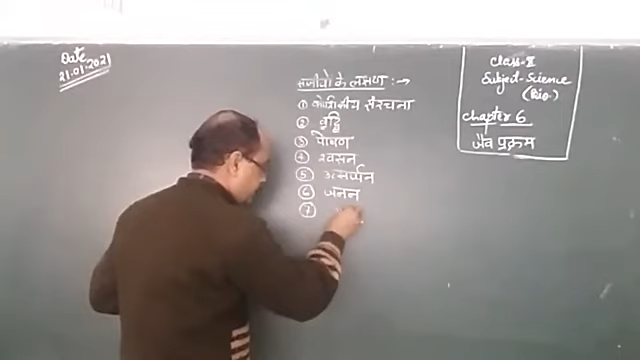 Date
21.01.2021
सजीवों के लक्षण :→
① कोशिकीय संरचना
② वृद्धि
③ पोषण
④ श्वसन
⑤ उत्सर्जन
⑥ जनन
⑦
Class-X
Subject-Science
(Bio.)
Chapter 6
जैव प्रक्रम